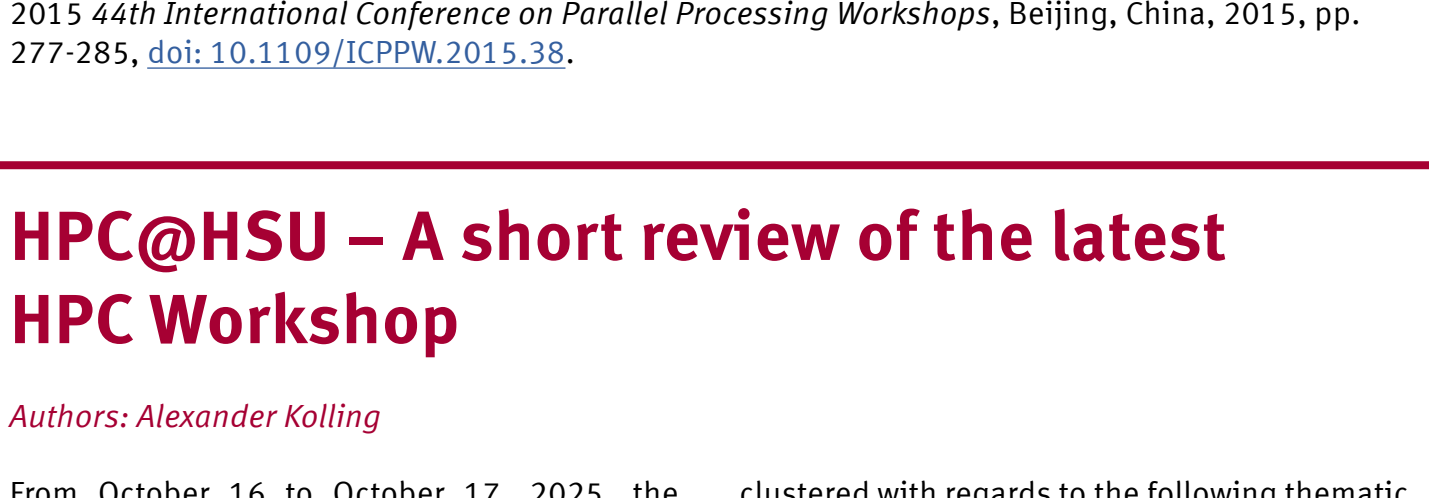 2015 44th International Conference on Parallel Processing Workshops, Beijing, China, 2015, pp.
277-285, doi: 10.1109/ICPPW.2015.38.
HPC@HSU – A short review of the latest
HPC Workshop
Authors: Alexander Kolling
From October 16 to October 17, 2025, the
clustered with regards to the following thematic